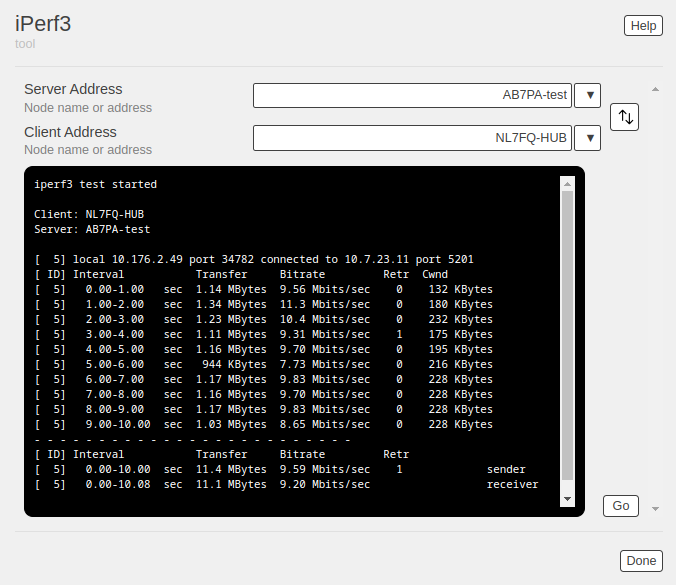 iPerf3
Help
tool
Server Address
Node name or address
AB7PA-test
Client Address
Node name or address
NL7FQ-HUB
iperf3 test started
Client: NL7FQ-HUB
Server: AB7PA-test
[  5] local 10.176.2.49 port 34782 connected to 10.7.23.11 port 5201
[ ID] Interval           Transfer     Bitrate         Retr  Cwnd
[  5]   0.00-1.00   sec  1.14 MBytes  9.56 Mbits/sec    0    132 KBytes
[  5]   1.00-2.00   sec  1.34 MBytes  11.3 Mbits/sec    0    180 KBytes
[  5]   2.00-3.00   sec  1.23 MBytes  10.4 Mbits/sec    0    232 KBytes
[  5]   3.00-4.00   sec  1.11 MBytes  9.31 Mbits/sec    1    175 KBytes
[  5]   4.00-5.00   sec  1.16 MBytes  9.70 Mbits/sec    0    195 KBytes
[  5]   5.00-6.00   sec   944 KBytes  7.73 Mbits/sec    0    216 KBytes
[  5]   6.00-7.00   sec  1.17 MBytes  9.83 Mbits/sec    0    228 KBytes
[  5]   7.00-8.00   sec  1.16 MBytes  9.70 Mbits/sec    0    228 KBytes
[  5]   8.00-9.00   sec  1.17 MBytes  9.83 Mbits/sec    0    228 KBytes
[  5]   9.00-10.00  sec  1.03 MBytes  8.65 Mbits/sec    0    228 KBytes
- - - - - - - - - - - - - - - - - - - - - - - - -
[ ID] Interval           Transfer     Bitrate         Retr
[  5]   0.00-10.00  sec  11.4 MBytes  9.59 Mbits/sec    1             sender
[  5]   0.00-10.08  sec  11.1 MBytes  9.20 Mbits/sec                  receiver
Go
Done